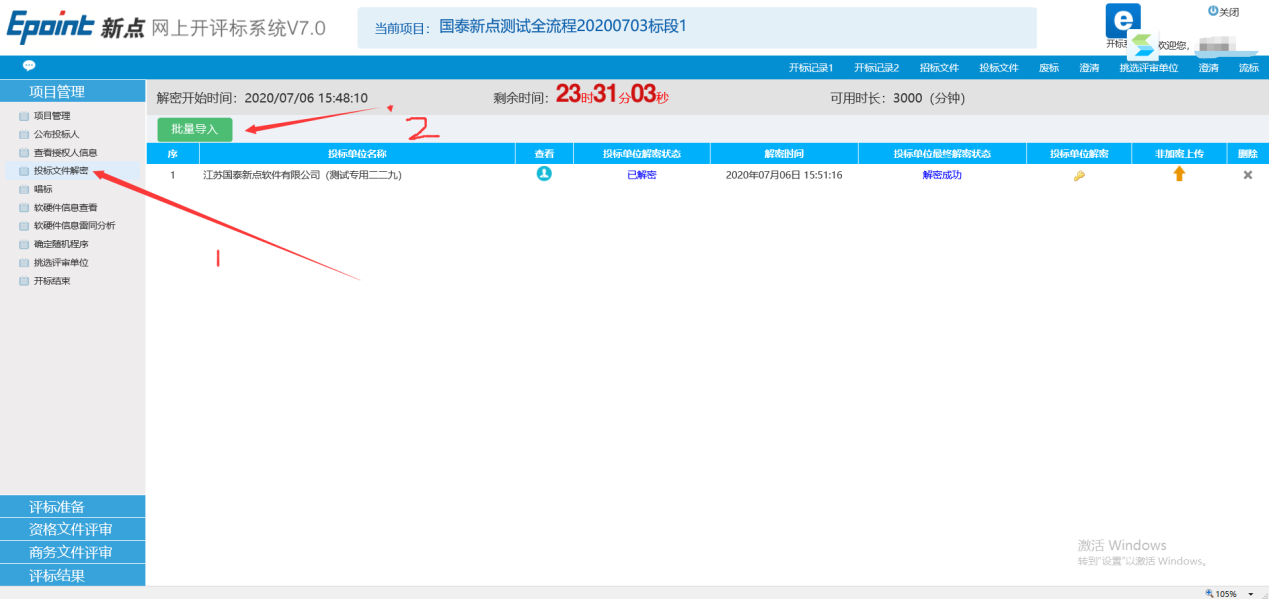 Epoint 新点 网上开评标系统V7.0
当前项目： 国泰新点测试全流程20200703标段1
关闭
欢迎您,
开标记录1 开标记录2 招标文件 投标文件 废标 澄清 挑选评审单位 澄清 流标
项目管理
解密开始时间：2020/07/06 15:48:10 剩余时间：23时31分03秒 可用时长：3000（分钟）
项目管理
公布投标人
查看授权人信息
投标文件解密
唱标
软硬件信息查看
软硬件信息雷同分析
确定随机程序
挑选评审单位
开标结束
批量导入
2
序 投标单位名称 查看 投标单位解密状态 解密时间 投标单位最终解密状态 投标单位解密 非加密上传 删除
1 江苏国泰新点软件有限公司（测试专用二二九） 已解密 2020年07月06日 15:51:16 解密成功
1
评标准备
资格文件评审
商务文件评审
评标结果
激活 Windows
转到"设置"以激活 Windows。
105%